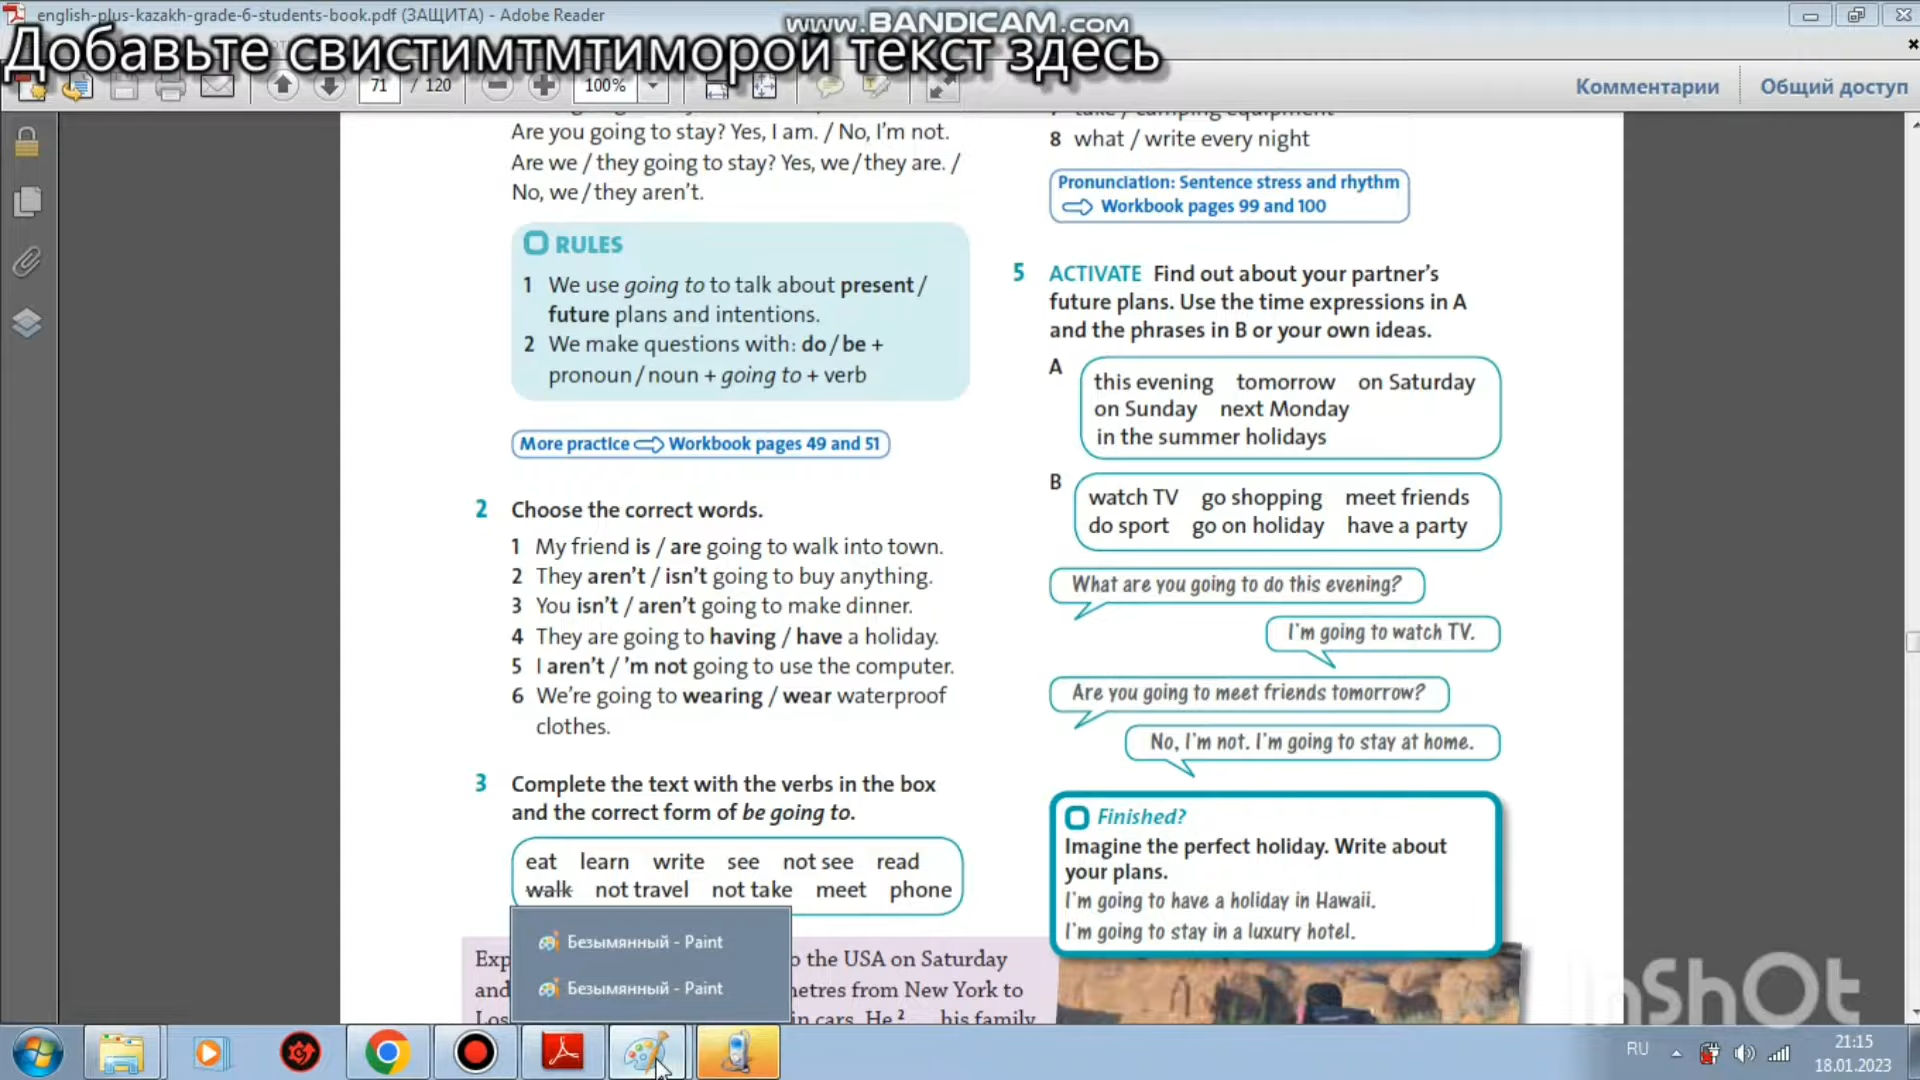 english-plus-kazakh-grade-6-students-book.pdf (ЗАЩИТА) - Adobe Reader
www.BANDICAM.com
Добавьте свистимтмтиморой текст здесь
71 / 120
100%
Комментарии
Общий доступ
Are you going to stay? Yes, I am. / No, I'm not.
Are we / they going to stay? Yes, we / they are. /
No, we / they aren't.
RULES
1 We use going to to talk about present /
future plans and intentions.
2 We make questions with: do / be +
pronoun / noun + going to + verb
More practice ⇨ Workbook pages 49 and 51
2 Choose the correct words.
1 My friend is / are going to walk into town.
2 They aren't / isn't going to buy anything.
3 You isn't / aren't going to make dinner.
4 They are going to having / have a holiday.
5 I aren't / 'm not going to use the computer.
6 We're going to wearing / wear waterproof
clothes.
3 Complete the text with the verbs in the box
and the correct form of be going to.
eat learn write see not see read
walk not travel not take meet phone
Безымянный - Paint
Безымянный - Paint
Exp o the USA on Saturday
and etres from New York to
Los in cars. He ² his family
7 take / camping equipment
8 what / write every night
Pronunciation: Sentence stress and rhythm
⇨ Workbook pages 99 and 100
5 ACTIVATE Find out about your partner's
future plans. Use the time expressions in A
and the phrases in B or your own ideas.
A
this evening tomorrow on Saturday
on Sunday next Monday
in the summer holidays
B
watch TV go shopping meet friends
do sport go on holiday have a party
What are you going to do this evening?
I'm going to watch TV.
Are you going to meet friends tomorrow?
No, I'm not. I'm going to stay at home.
Finished?
Imagine the perfect holiday. Write about
your plans.
I'm going to have a holiday in Hawaii.
I'm going to stay in a luxury hotel.
InShOt
RU
21:15
18.01.2023